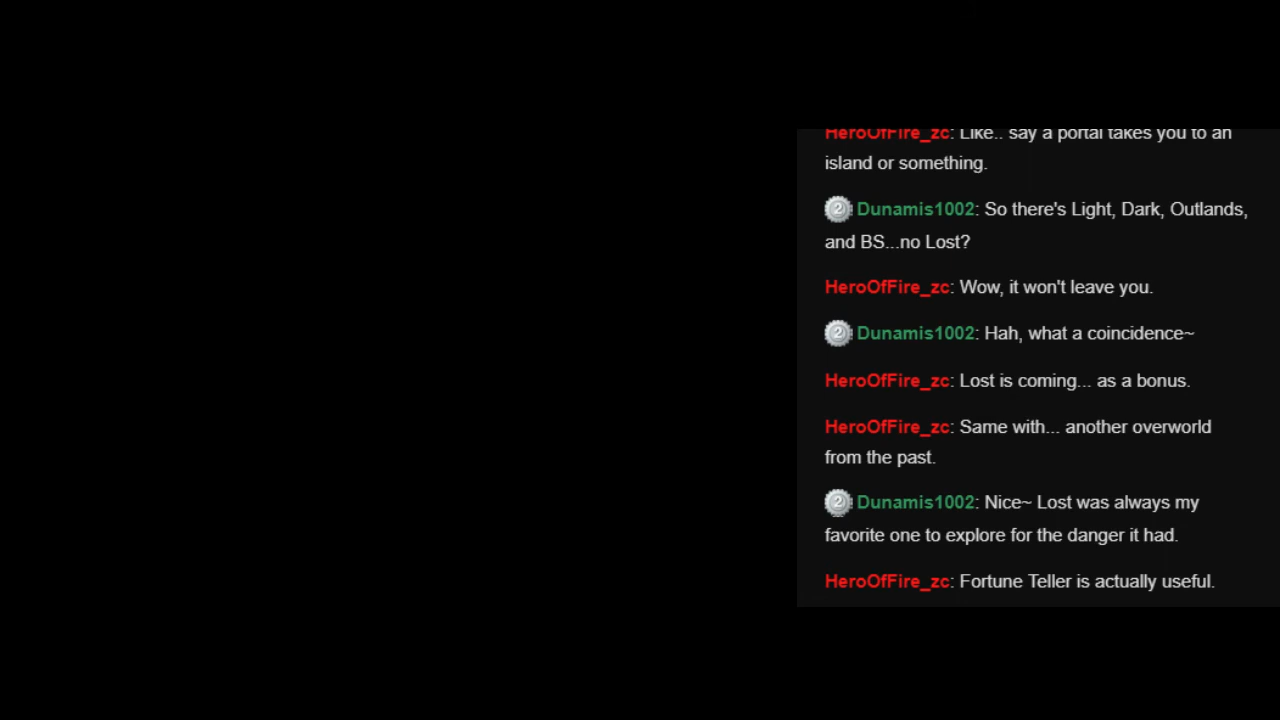 HeroOfFire_zc: Like.. say a portal takes you to an
island or something.
2 Dunamis1002: So there's Light, Dark, Outlands,
and BS...no Lost?
HeroOfFire_zc: Wow, it won't leave you.
2 Dunamis1002: Hah, what a coincidence~
HeroOfFire_zc: Lost is coming... as a bonus.
HeroOfFire_zc: Same with... another overworld
from the past.
2 Dunamis1002: Nice~ Lost was always my
favorite one to explore for the danger it had.
HeroOfFire_zc: Fortune Teller is actually useful.